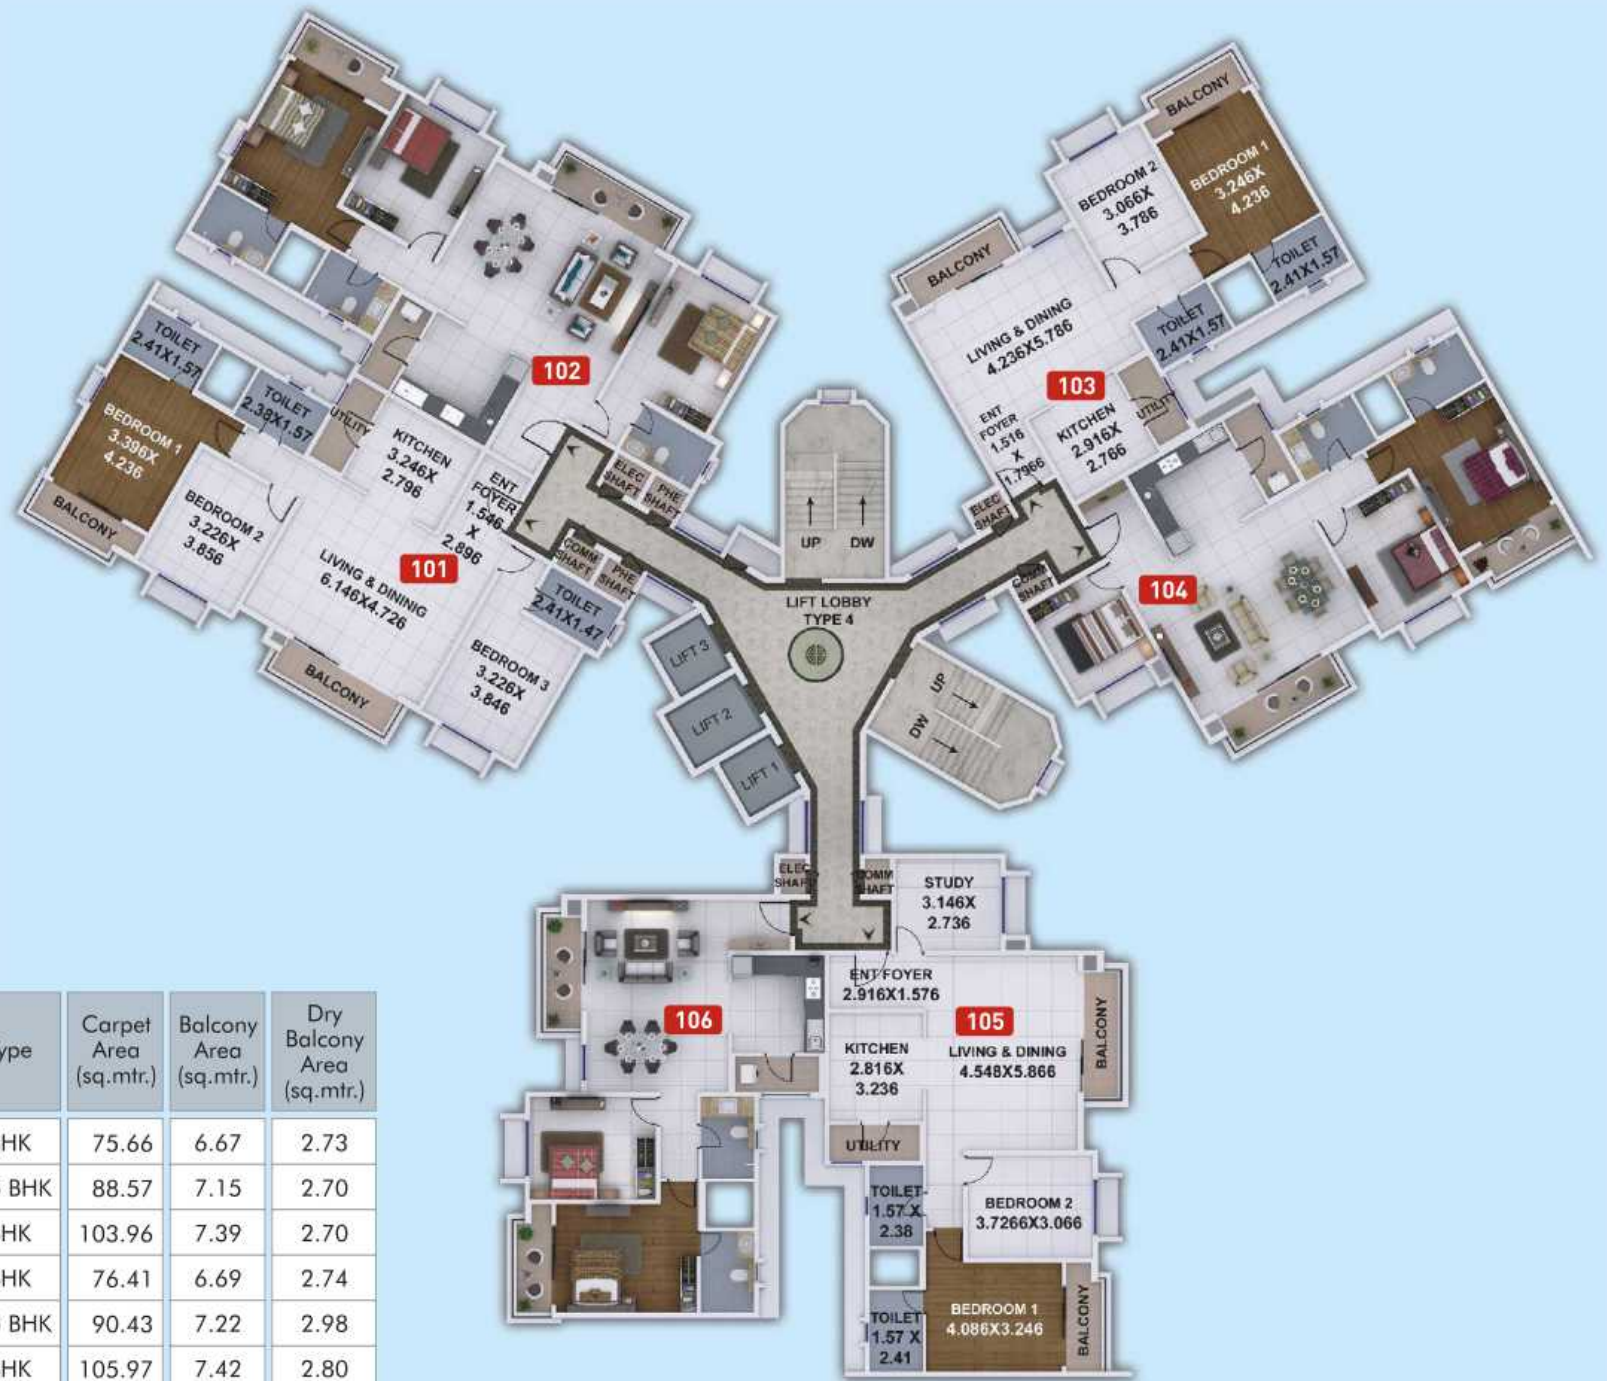 BALCONY
BEDROOM 1
3.246X
4.236
BEDROOM 2
3.066X
3.786
TOILET
2.41X1.57
BALCONY
LIVING & DINING
4.236X5.786
TOILET
2.41X1.57
103
ENT
FOYER
1.516
X
1.7966
KITCHEN
2.916X
2.766
UTILITY
ELEC
SHAFT
102
TOILET
2.41X1.57
TOILET
2.38X1.57
UTILITY
BEDROOM 1
3.396X
4.236
BALCONY
BEDROOM 2
3.226X
3.856
KITCHEN
3.246X
2.796
ENT
FOYER
1.546
X
2.896
101
LIVING & DINING
6.146X4.726
BALCONY
ELEC
SHAFT
PHE
SHAFT
COMM
SHAFT
PHE
SHAFT
TOILET
2.41X1.47
BEDROOM 3
3.226X
3.846
UP
DW
LIFT LOBBY
TYPE 4
COMM
SHAFT
104
LIFT 3
LIFT 2
LIFT 1
UP
DW
ELEC
SHAFT
COMM
SHAFT
STUDY
3.146X
2.736
ENT FOYER
2.916X1.576
106
105
KITCHEN
2.816X
3.236
LIVING & DINING
4.548X5.866
BALCONY
UTILITY
TOILET
1.57 X
2.38
BEDROOM 2
3.7266X3.066
BEDROOM 1
4.086X3.246
BALCONY
TOILET
1.57 X
2.41
ype
Carpet
Area
(sq.mtr.)
Balcony
Area
(sq.mtr.)
Dry
Balcony
Area
(sq.mtr.)
HK 75.66 6.67 2.73
BHK 88.57 7.15 2.70
HK 103.96 7.39 2.70
HK 76.41 6.69 2.74
BHK 90.43 7.22 2.98
HK 105.97 7.42 2.80